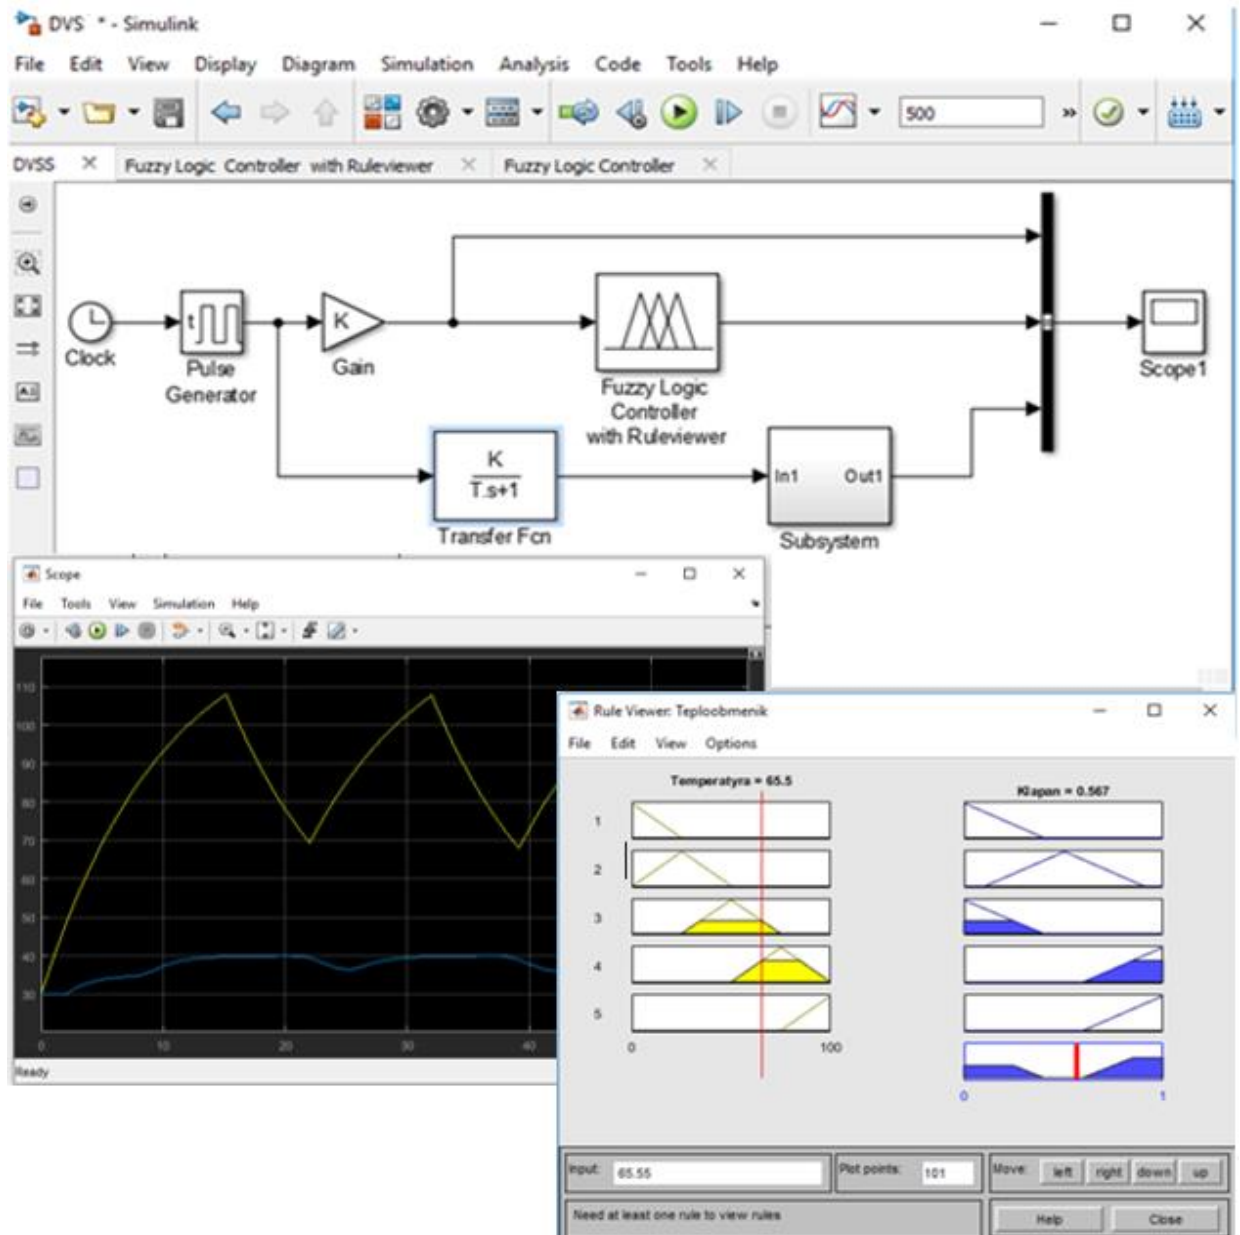 DVS * - Simulink
File Edit View Display Diagram Simulation Analysis Code Tools Help
500
DVSS Fuzzy Logic Controller with Ruleviewer Fuzzy Logic Controller
Clock
t
Pulse
Generator
K
Gain
Fuzzy Logic
Controller
with Ruleviewer
K
T.s+1
Transfer Fcn
In1 Out1
Subsystem
Scope1
Scope
File Tools View Simulation Help
110
100
90
80
70
60
50
40
30
0 10 20 30 40
Ready
Rule Viewer: Teploobmenik
File Edit View Options
Temperatyra = 65.5
Klapan = 0.567
1
2
3
4
5
0 100
0 1
Input: 65.55
Plot points: 101
Move: left right down up
Need at least one rule to view rules
Help Close